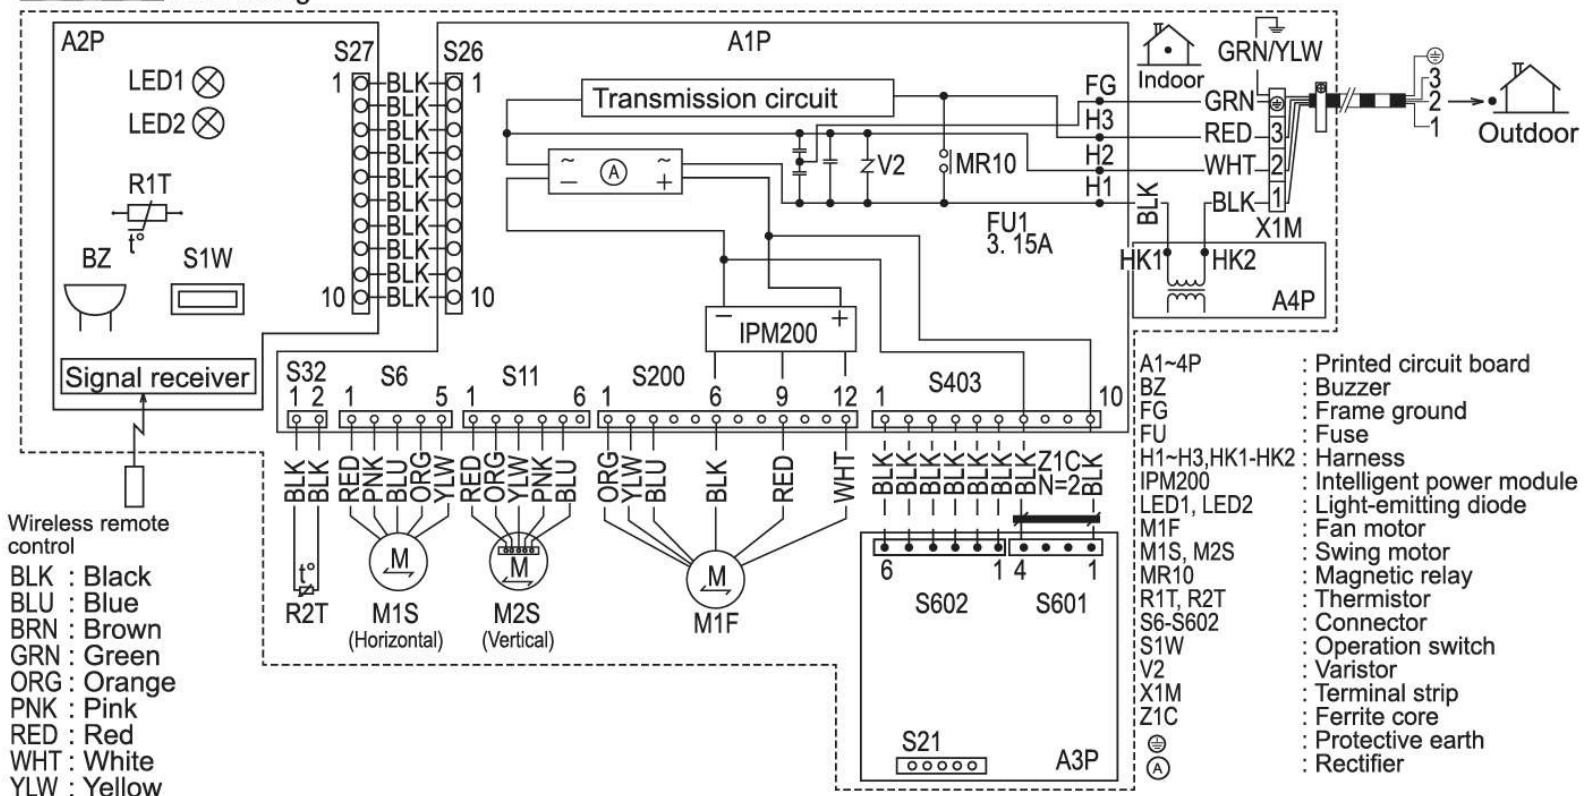 A2P
LED1
LED2
R1T
t°
BZ
S1W
Signal receiver
Wireless remote
control
S27
S26
1 BLK 1
BLK
BLK
BLK
BLK
BLK
BLK
BLK
BLK
10 BLK 10
A1P
Transmission circuit
~ ~
− A +
V2
MR10
FG
H3
H2
H1
FU1
3. 15A
IPM200
− +
Indoor
GRN/YLW
GRN
RED 3
WHT 2
BLK 1
X1M
BLK
HK1
HK2
A4P
3
2
1
Outdoor
S32
1 2
S6
1 5
S11
1 6
S200
1 6 9 12
S403
1 10
BLK BLK
RED PNK BLU ORG YLW
RED ORG YLW PNK BLU
ORG YLW BLU BLK RED WHT
BLK BLK BLK BLK BLK BLK BLK BLK
Z1C
N=2
t°
R2T
M
M1S
(Horizontal)
M
M2S
(Vertical)
M
M1F
6 1
S602
4 1
S601
S21
A3P
BLK : Black
BLU : Blue
BRN : Brown
GRN : Green
ORG : Orange
PNK : Pink
RED : Red
WHT : White
YLW : Yellow
A1~4P : Printed circuit board
BZ : Buzzer
FG : Frame ground
FU : Fuse
H1~H3,HK1-HK2 : Harness
IPM200 : Intelligent power module
LED1, LED2 : Light-emitting diode
M1F : Fan motor
M1S, M2S : Swing motor
MR10 : Magnetic relay
R1T, R2T : Thermistor
S6-S602 : Connector
S1W : Operation switch
V2 : Varistor
X1M : Terminal strip
Z1C : Ferrite core
: Protective earth
A : Rectifier